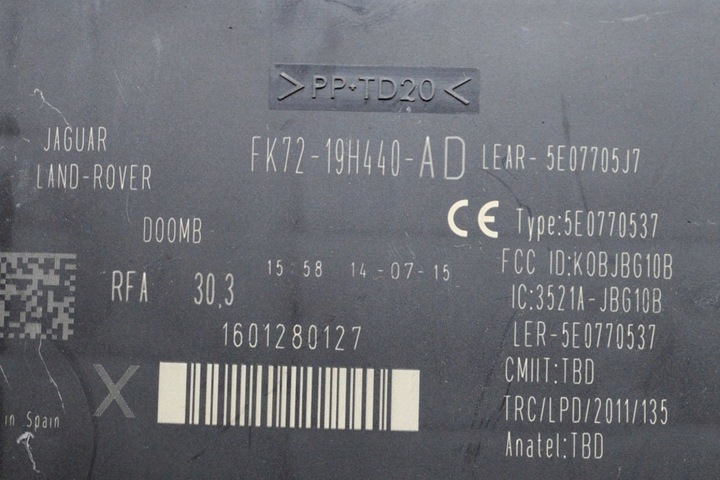 >PP+TD20<
JAGUAR
LAND-ROVER
FK72-19H440-AD LEAR- 5E07705J7
CE Type:5E0770537
D00MB
FCC ID:K0BJBG10B
15:58 14-07-15
RFA 30,3
IC:3521A-JBG10B
1601280127
LER-5E0770537
X
CMIIT:TBD
TRC/LPD/2011/135
in Spain
Anatel:TBD